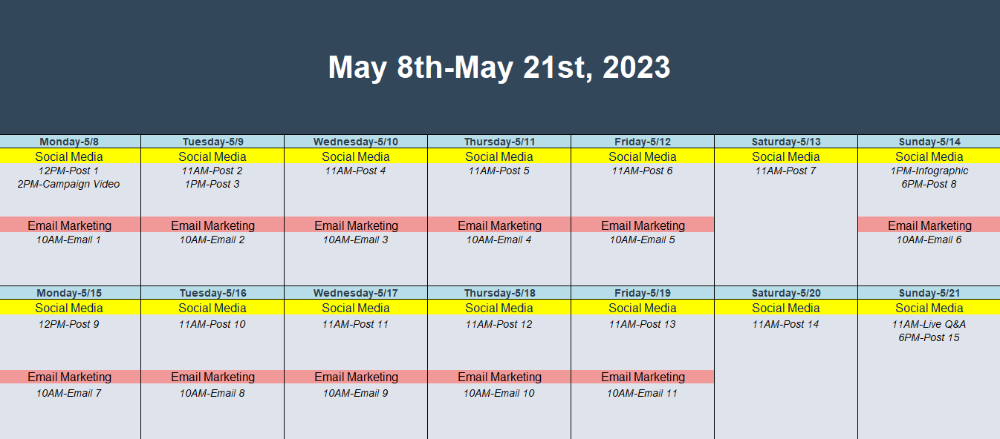 May 8th-May 21st, 2023
Monday-5/8 Tuesday-5/9 Wednesday-5/10 Thursday-5/11 Friday-5/12 Saturday-5/13 Sunday-5/14
Social Media Social Media Social Media Social Media Social Media Social Media Social Media
12PM-Post 1 11AM-Post 2 11AM-Post 4 11AM-Post 5 11AM-Post 6 11AM-Post 7 1PM-Infographic
2PM-Campaign Video 1PM-Post 3 6PM-Post 8
Email Marketing Email Marketing Email Marketing Email Marketing Email Marketing Email Marketing
10AM-Email 1 10AM-Email 2 10AM-Email 3 10AM-Email 4 10AM-Email 5 10AM-Email 6
Monday-5/15 Tuesday-5/16 Wednesday-5/17 Thursday-5/18 Friday-5/19 Saturday-5/20 Sunday-5/21
Social Media Social Media Social Media Social Media Social Media Social Media Social Media
12PM-Post 9 11AM-Post 10 11AM-Post 11 11AM-Post 12 11AM-Post 13 11AM-Post 14 11AM-Live Q&A
6PM-Post 15
Email Marketing Email Marketing Email Marketing Email Marketing Email Marketing
10AM-Email 7 10AM-Email 8 10AM-Email 9 10AM-Email 10 10AM-Email 11